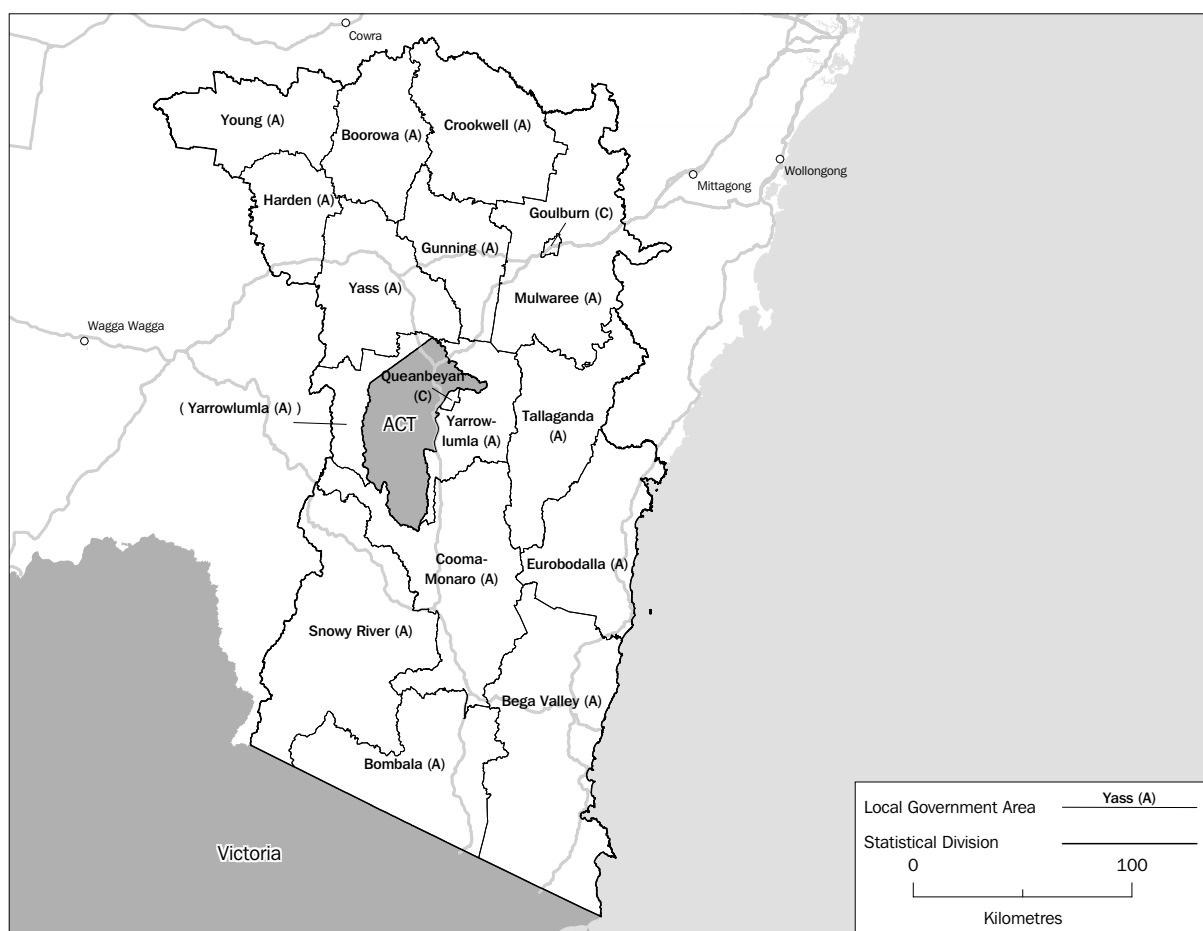 Cowra
Young (A)
Boorowa (A)
Crookwell (A)
Wollongong
Mittagong
Harden (A)
Goulburn (C)
Gunning (A)
Yass (A)
Mulwaree (A)
Wagga Wagga
Queanbeyan
(C)
( Yarrowlumla (A) )
ACT
Yarrow-
lumla (A)
Tallaganda
(A)
Cooma-
Monaro (A)
Eurobodalla (A)
Snowy River (A)
Bega Valley (A)
Bombala (A)
Victoria
Local Government Area
Yass (A)
Statistical Division
0
100
Kilometres